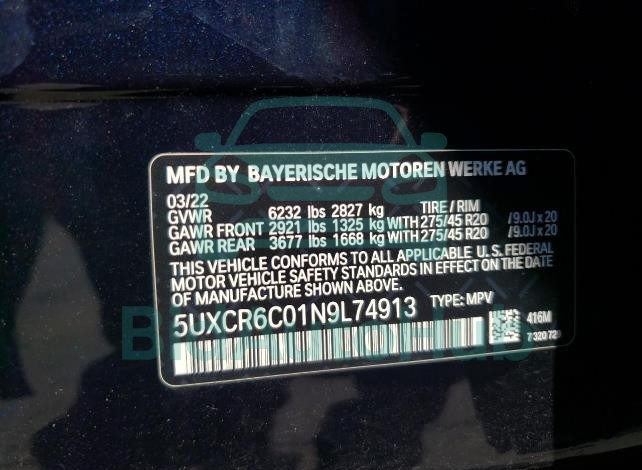 MFD BY BAYERISCHE MOTOREN WERKE AG
03/22
GVWR 6232 lbs 2827 kg TIRE / RIM
GAWR FRONT 2921 lbs 1325 kg WITH 275/45 R20 / 9.0J x 20
GAWR REAR 3677 lbs 1668 kg WITH 275/45 R20 / 9.0J x 20
THIS VEHICLE CONFORMS TO ALL APPLICABLE U.S. FEDERAL
MOTOR VEHICLE SAFETY STANDARDS IN EFFECT ON THE DATE
OF MANUFACTURE SHOWN ABOVE.
5UXCR6C01N9L74913 TYPE: MPV
416M
7 320 729